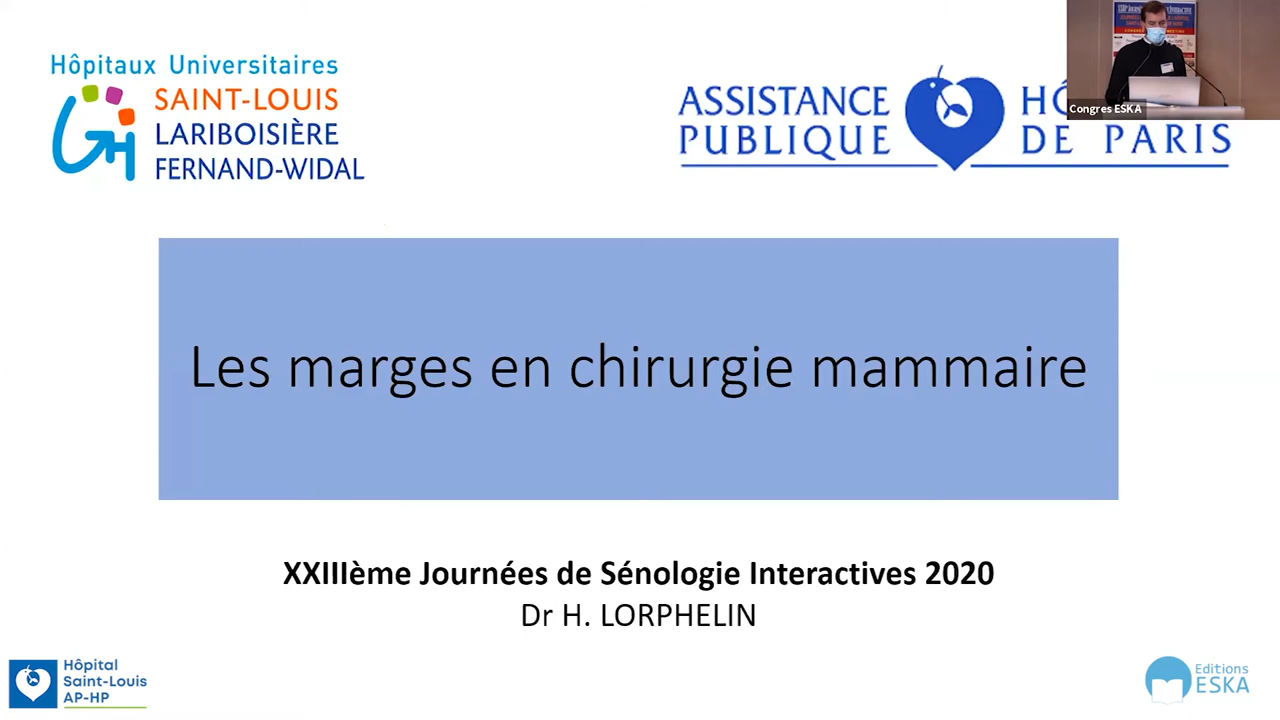 Hôpitaux Universitaires
SAINT-LOUIS
LARIBOISIÈRE
FERNAND-WIDAL
ASSISTANCE
PUBLIQUE
DE PARIS
Congres ESKA
Les marges en chirurgie mammaire
XXIIIème Journées de Sénologie Interactives 2020
Dr H. LORPHELIN
Hôpital
Saint-Louis
AP-HP
Editions
ESKA